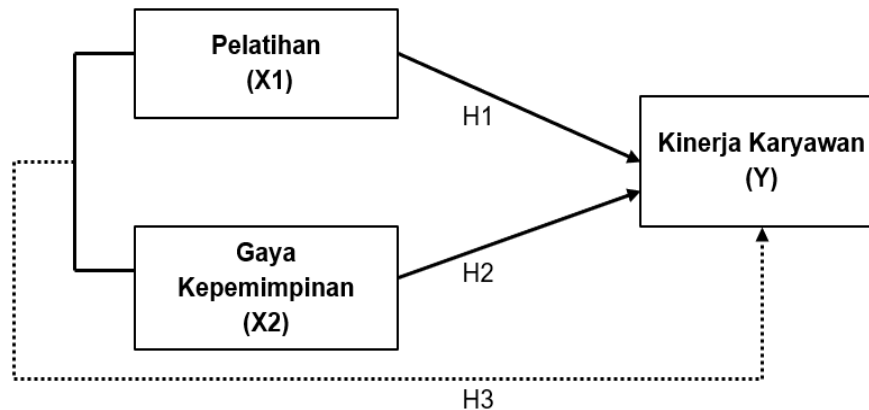 Pelatihan
(X1)
H1
Kinerja Karyawan
(Y)
Gaya
Kepemimpinan
(X2)
H2
H3